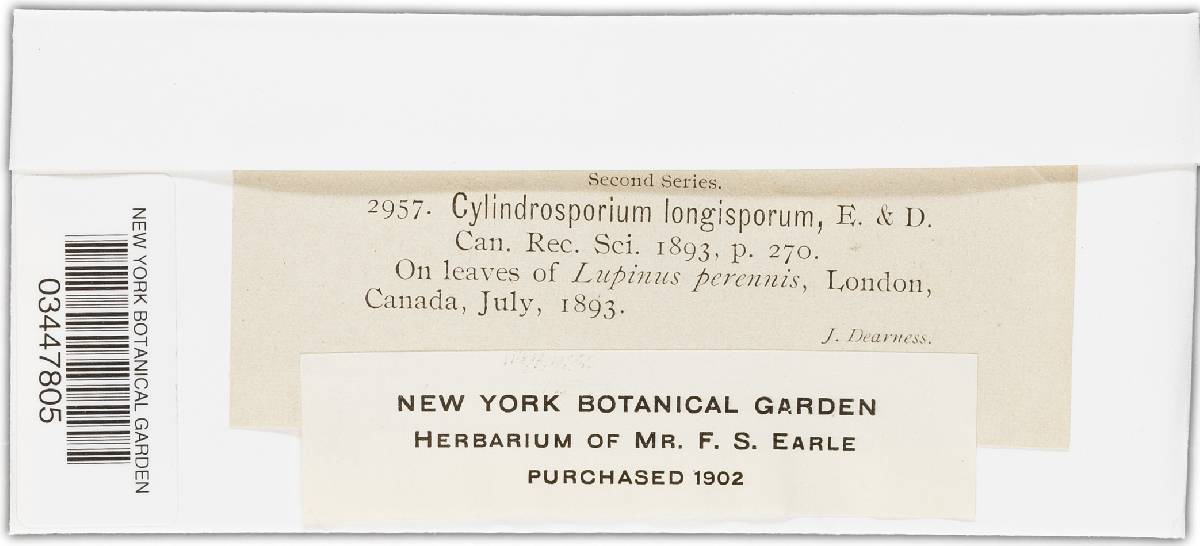 Second Series.
2957. Cylindrosporium longisporum, E. & D.
Can. Rec. Sci. 1893, p. 270.
On leaves of Lupinus perennis, London,
Canada, July, 1893.
J. Dearness.
NEW YORK BOTANICAL GARDEN
HERBARIUM OF MR. F. S. EARLE
PURCHASED 1902
NEW YORK BOTANICAL GARDEN
03447805